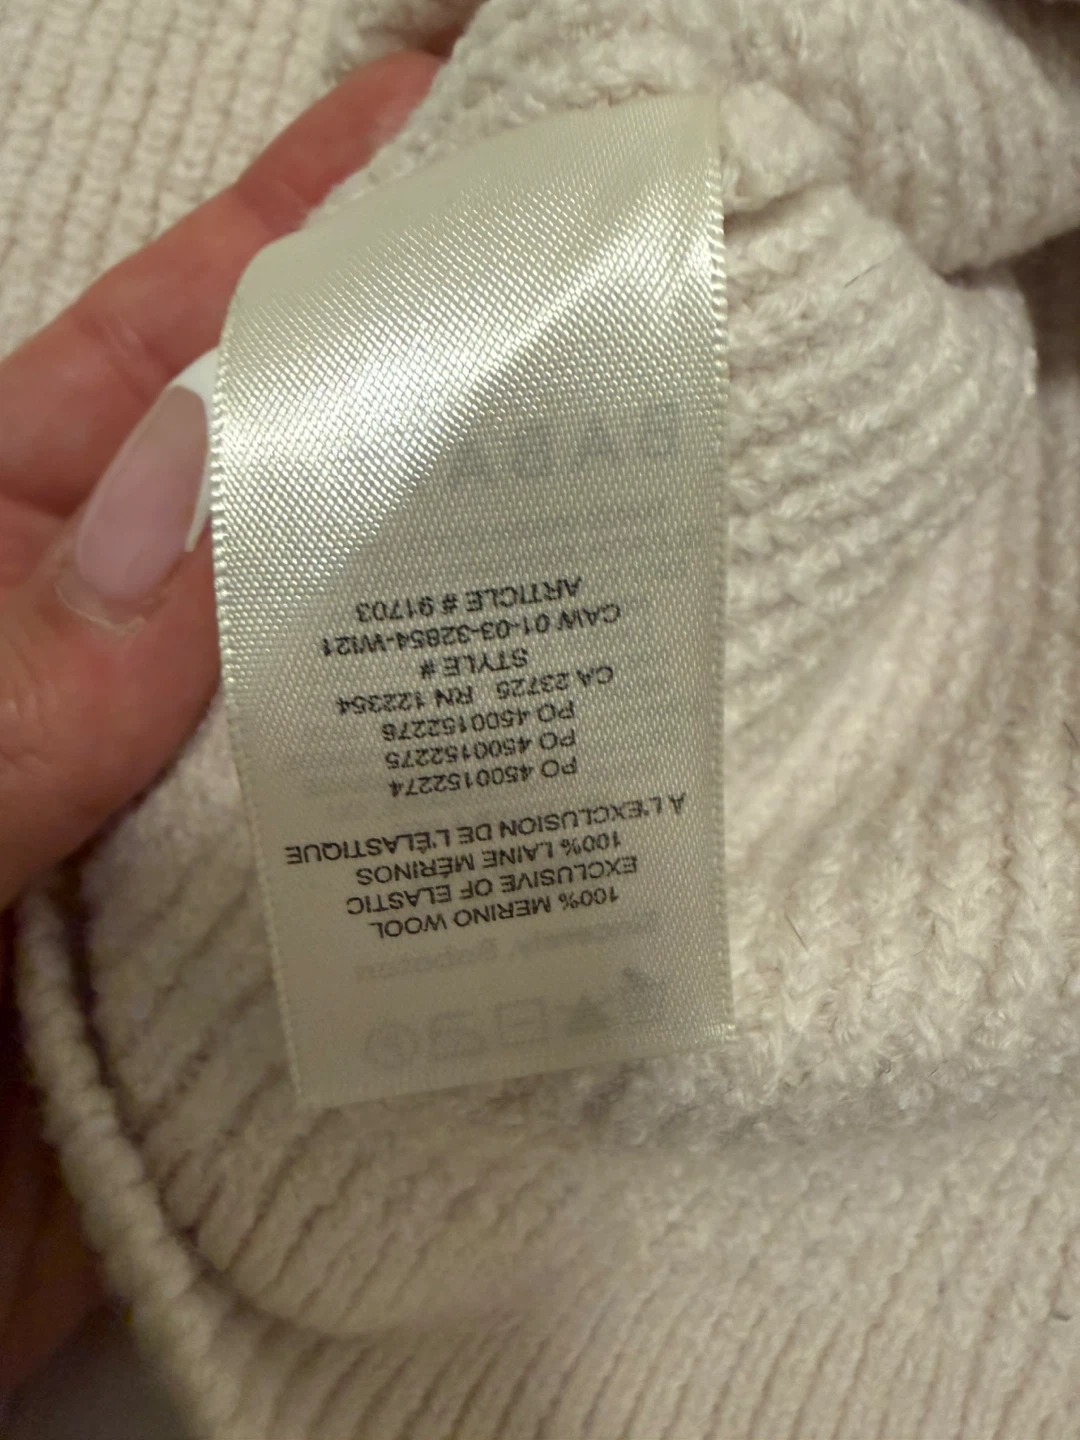 100% MERINO WOOL
EXCLUSIVE OF ELASTIC
100% LAINE MÉRINOS
À L'EXCLUSION DE L'ÉLASTIQUE
PO 4500152274
PO 4500152275
PO 4500152276
CA 23725 RN 122354
STYLE #
CAW 01-03-32854-WI21
ARTICLE # 91703